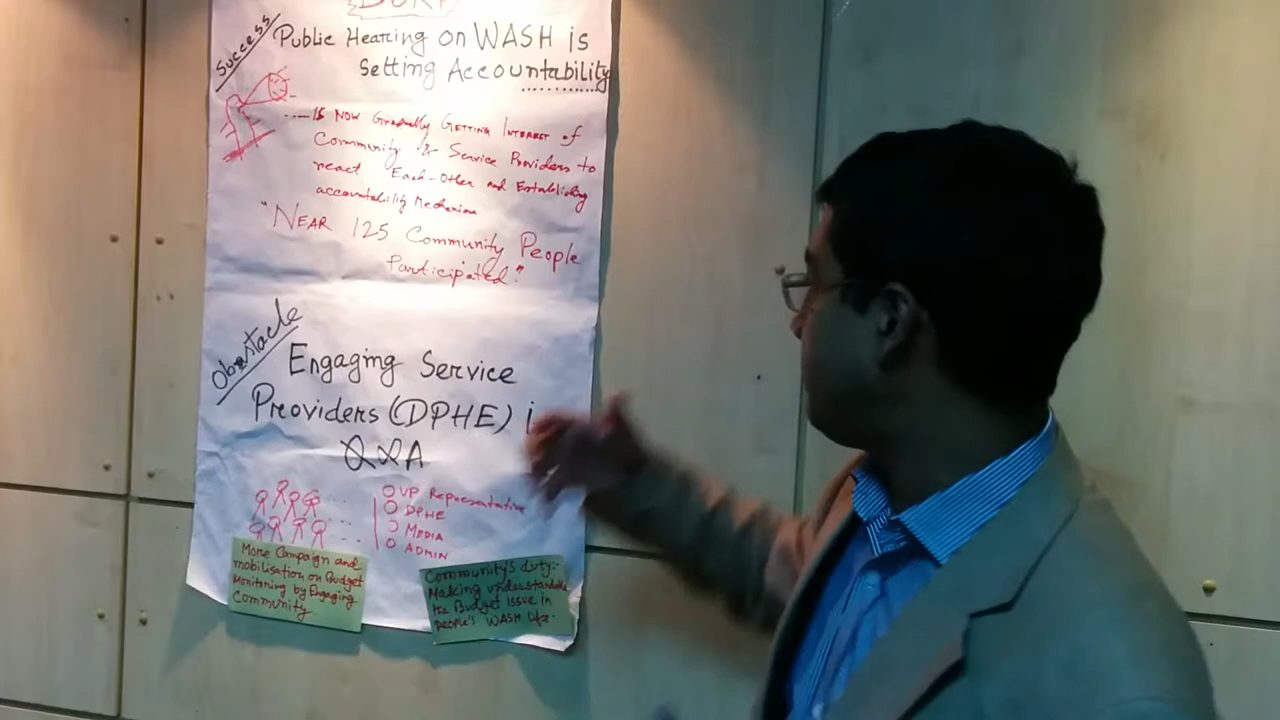 Success
Public Hearing on WASH is
Setting Accountability
.... IS NOW Gradually GETTING INTEREST of
Community & Service Providers to
react Each-Other and Establishing
accountability Mechanism
"NEAR 125 Community People
Participated."
Obstacle
Engaging Service
Providers (DPHE) i
Q&A
UP Representative
DPHE
MEDIA
ADMIN
More Campaign and
mobilisation on Budget
Monitoring by Engaging
Community
Community's duty:
Making understandable
the Budget issue in
people's WASH life.